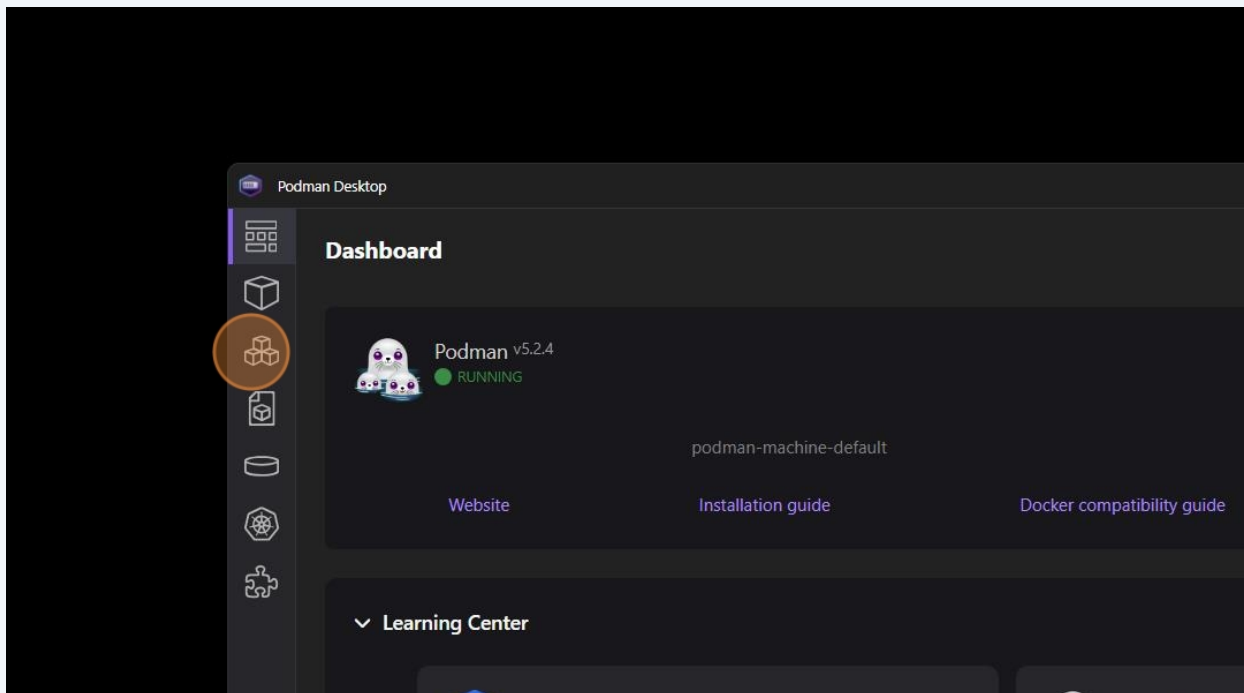 Podman Desktop
Dashboard
Podman v5.2.4
RUNNING
podman-machine-default
Website Installation guide Docker compatibility guide
Learning Center